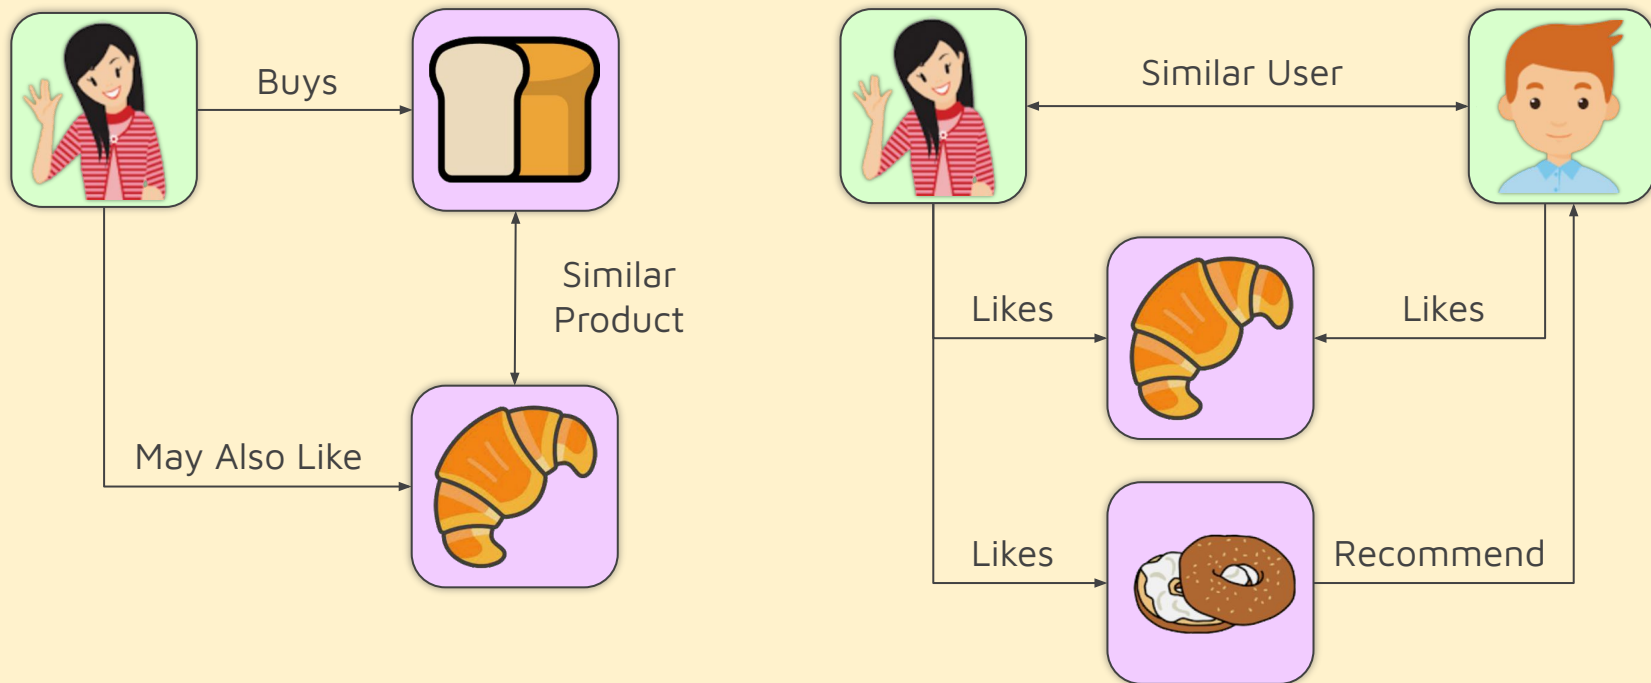 Buys
Similar
Product
May Also Like
Similar User
Likes
Likes
Likes
Recommend